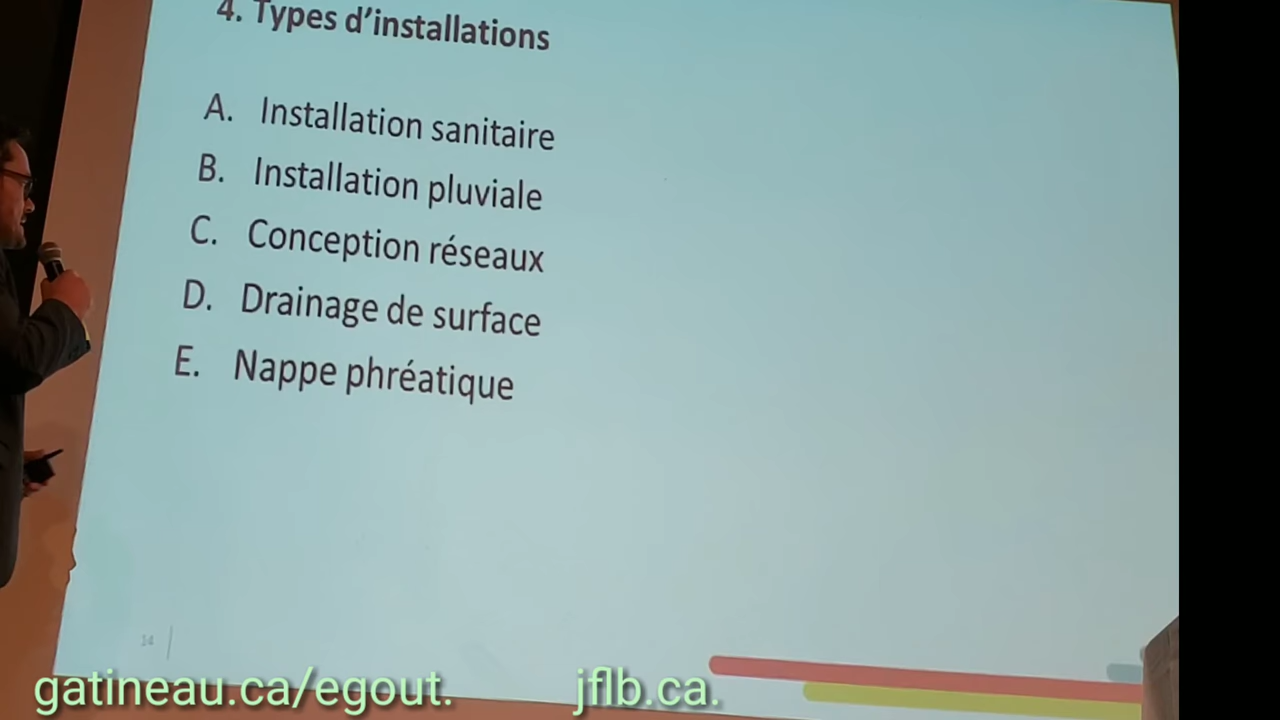 4. Types d'installations
A. Installation sanitaire
B. Installation pluviale
C. Conception réseaux
D. Drainage de surface
E. Nappe phréatique
14
gatineau.ca/egout. jflb.ca.